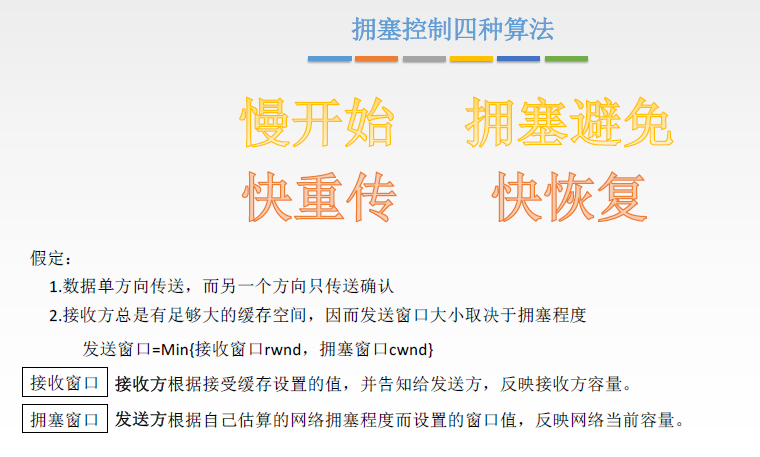 拥塞控制四种算法
慢开始 拥塞避免
快重传 快恢复
假定：
1.数据单方向传送，而另一个方向只传送确认
2.接收方总是有足够大的缓存空间，因而发送窗口大小取决于拥塞程度
发送窗口=Min{接收窗口rwnd，拥塞窗口cwnd}
接收窗口 接收方根据接受缓存设置的值，并告知给发送方，反映接收方容量。
拥塞窗口 发送方根据自己估算的网络拥塞程度而设置的窗口值，反映网络当前容量。